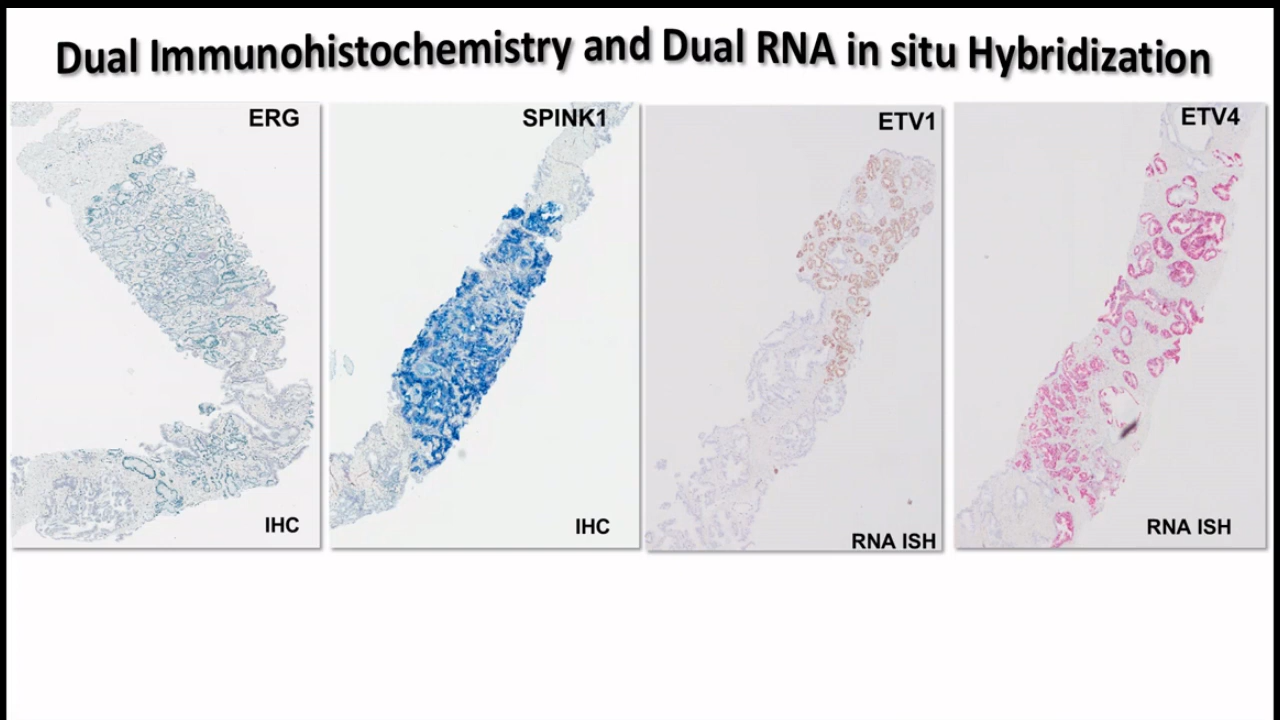 Dual Immunohistochemistry and Dual RNA in situ Hybridization
ERG
IHC
SPINK1
IHC
ETV1
RNA ISH
ETV4
RNA ISH